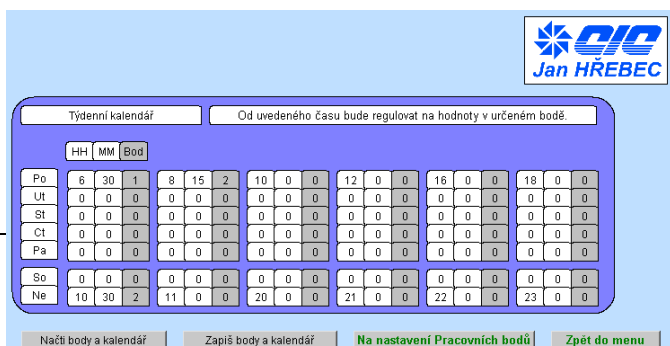 CIC
Jan HŘEBEC
Týdenní kalendář Od uvedeného času bude regulovat na hodnoty v určeném bodě.
HH MM Bod
Po 6 30 1 8 15 2 10 0 0 12 0 0 16 0 0 18 0 0
Ut 0 0 0 0 0 0 0 0 0 0 0 0 0 0 0 0 0 0
St 0 0 0 0 0 0 0 0 0 0 0 0 0 0 0 0 0 0
Ct 0 0 0 0 0 0 0 0 0 0 0 0 0 0 0 0 0 0
Pa 0 0 0 0 0 0 0 0 0 0 0 0 0 0 0 0 0 0
So 0 0 0 0 0 0 0 0 0 0 0 0 0 0 0 0 0 0
Ne 10 30 2 11 0 0 20 0 0 21 0 0 22 0 0 23 0 0
Načti body a kalendář Zapiš body a kalendář Na nastavení Pracovních bodů Zpět do menu